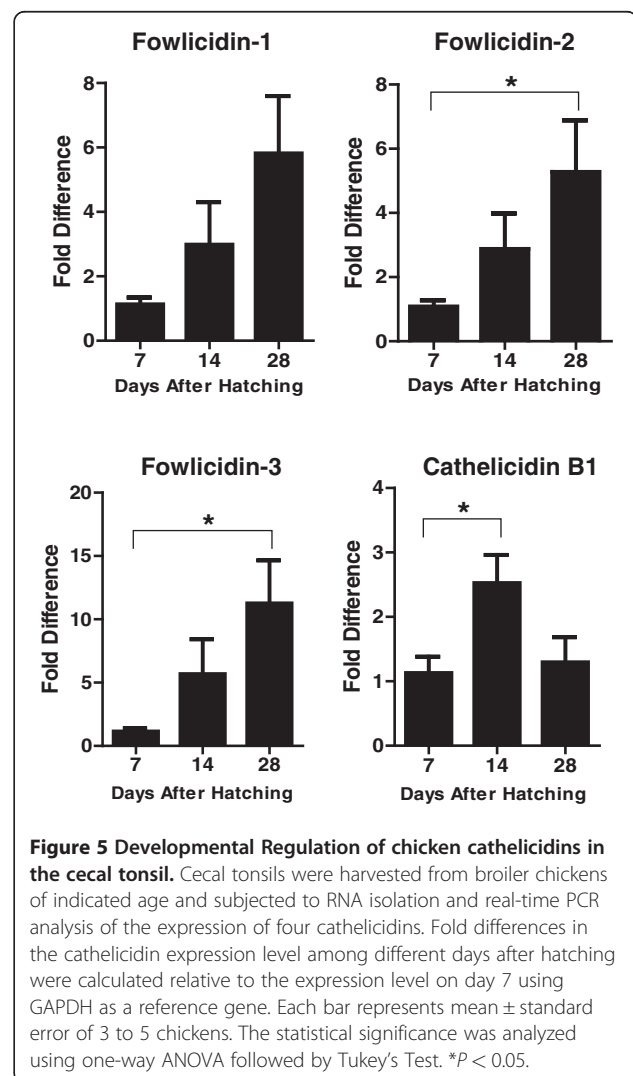 Fowlicidin-1
Fold Difference
8
6
4
2
0
7 14 28
Days After Hatching
Fowlicidin-2
Fold Difference
8
6
4
2
0
*
7 14 28
Days After Hatching
Fowlicidin-3
Fold Difference
20
15
10
5
0
*
7 14 28
Days After Hatching
Cathelicidin B1
Fold Difference
4
3
2
1
0
*
7 14 28
Days After Hatching
Figure 5 Developmental Regulation of chicken cathelicidins in
the cecal tonsil. Cecal tonsils were harvested from broiler chickens
of indicated age and subjected to RNA isolation and real-time PCR
analysis of the expression of four cathelicidins. Fold differences in
the cathelicidin expression level among different days after hatching
were calculated relative to the expression level on day 7 using
GAPDH as a reference gene. Each bar represents mean ± standard
error of 3 to 5 chickens. The statistical significance was analyzed
using one-way ANOVA followed by Tukey's Test. *P < 0.05.